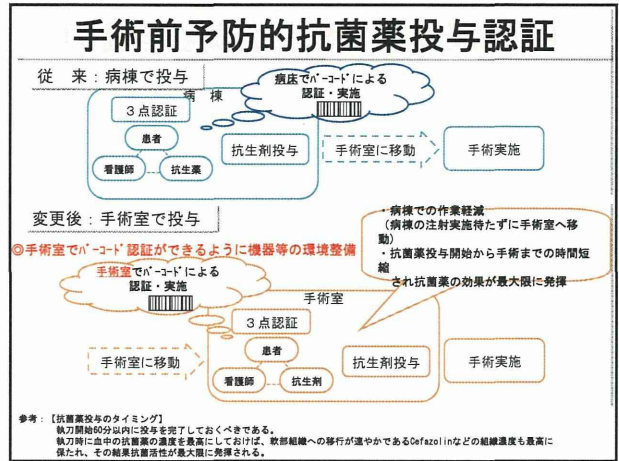 手術前予防的抗菌薬投与認証
従　来：病棟で投与
病床でバーコードによる
認証・実施
病　棟
３点認証
患者
看護師
抗生薬
抗生剤投与
手術室に移動
手術実施
変更後：手術室で投与
◎手術室でバーコード認証ができるように機器等の環境整備
・病棟での作業軽減
（病棟の注射実施待たずに手術室へ移
動）
・抗菌薬投与開始から手術までの時間短
縮
され抗菌薬の効果が最大限に発揮
手術室でバーコードによる
認証・実施
手術室
３点認証
患者
看護師
抗生剤
手術室に移動
抗生剤投与
手術実施
参考：【抗菌薬投与のタイミング】
執刀開始60分以内に投与を完了しておくべきである。
執刀時に血中の抗菌薬の濃度を最高にしておけば、軟部組織への移行が速やかであるCefazolinなどの組織濃度も最高に
保たれ、その結果抗菌活性が最大限に発揮される。